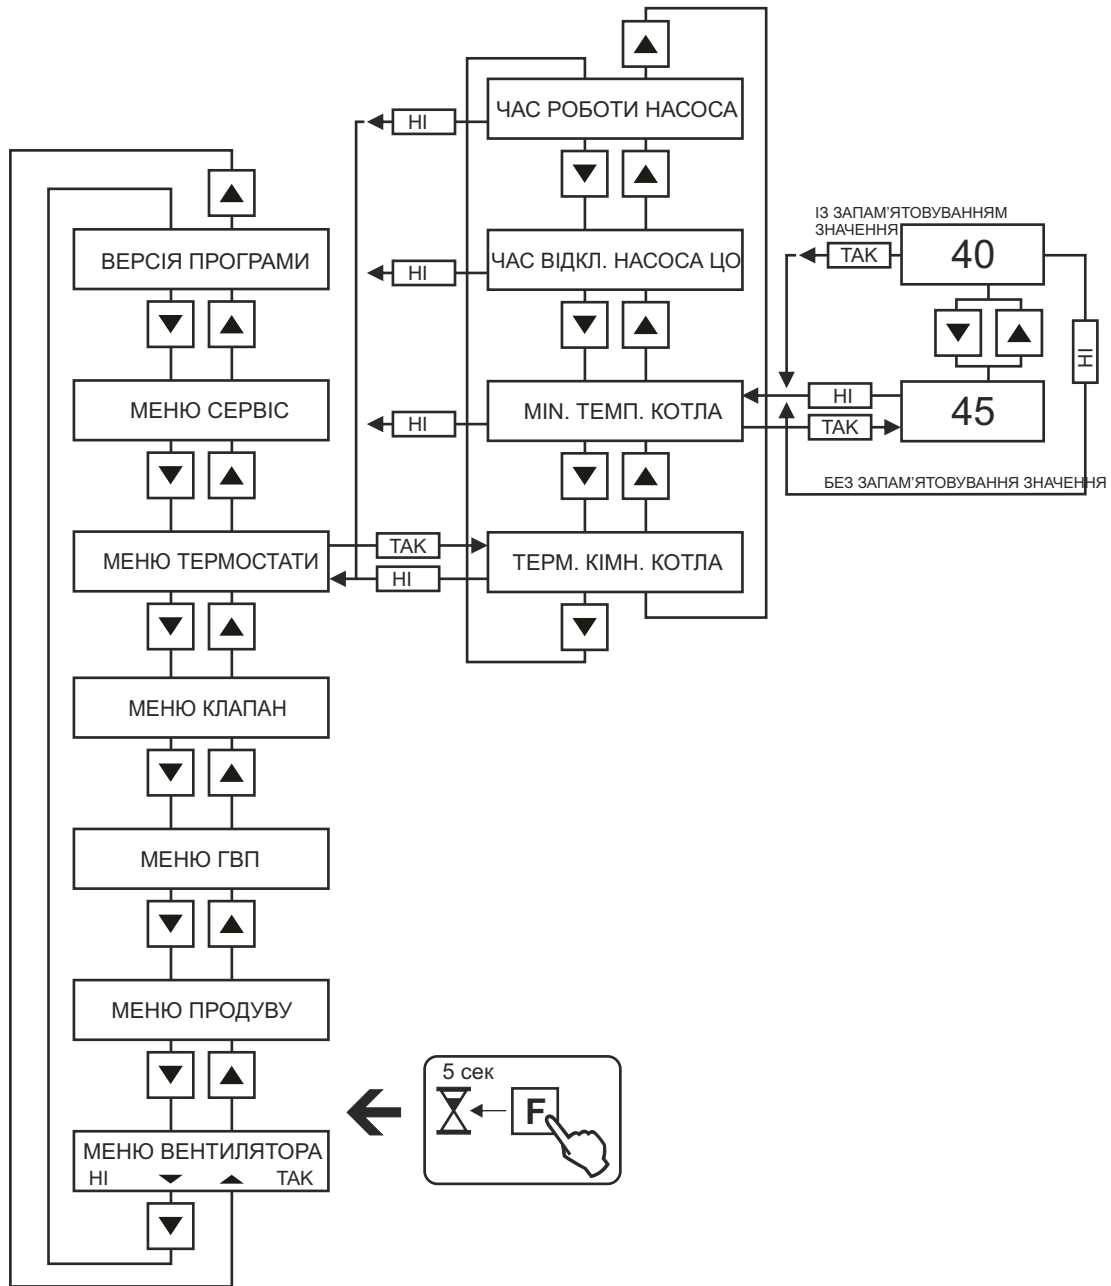 ЧАС РОБОТИ НАСОСА
НІ
ІЗ ЗАПАМ'ЯТОВУВАННЯМ
ЗНАЧЕННЯ
ТАК
40
ВЕРСІЯ ПРОГРАМИ
НІ
ЧАС ВІДКЛ. НАСОСА ЦО
НІ
МЕНЮ СЕРВІС
НІ
MIN. ТЕМП. КОТЛА
НІ
ТАК
45
БЕЗ ЗАПАМ'ЯТОВУВАННЯ ЗНАЧЕННЯ
МЕНЮ ТЕРМОСТАТИ
ТАК
НІ
ТЕРМ. КІМН. КОТЛА
МЕНЮ КЛАПАН
МЕНЮ ГВП
МЕНЮ ПРОДУВУ
5 сек
F
МЕНЮ ВЕНТИЛЯТОРА
НІ ТАК